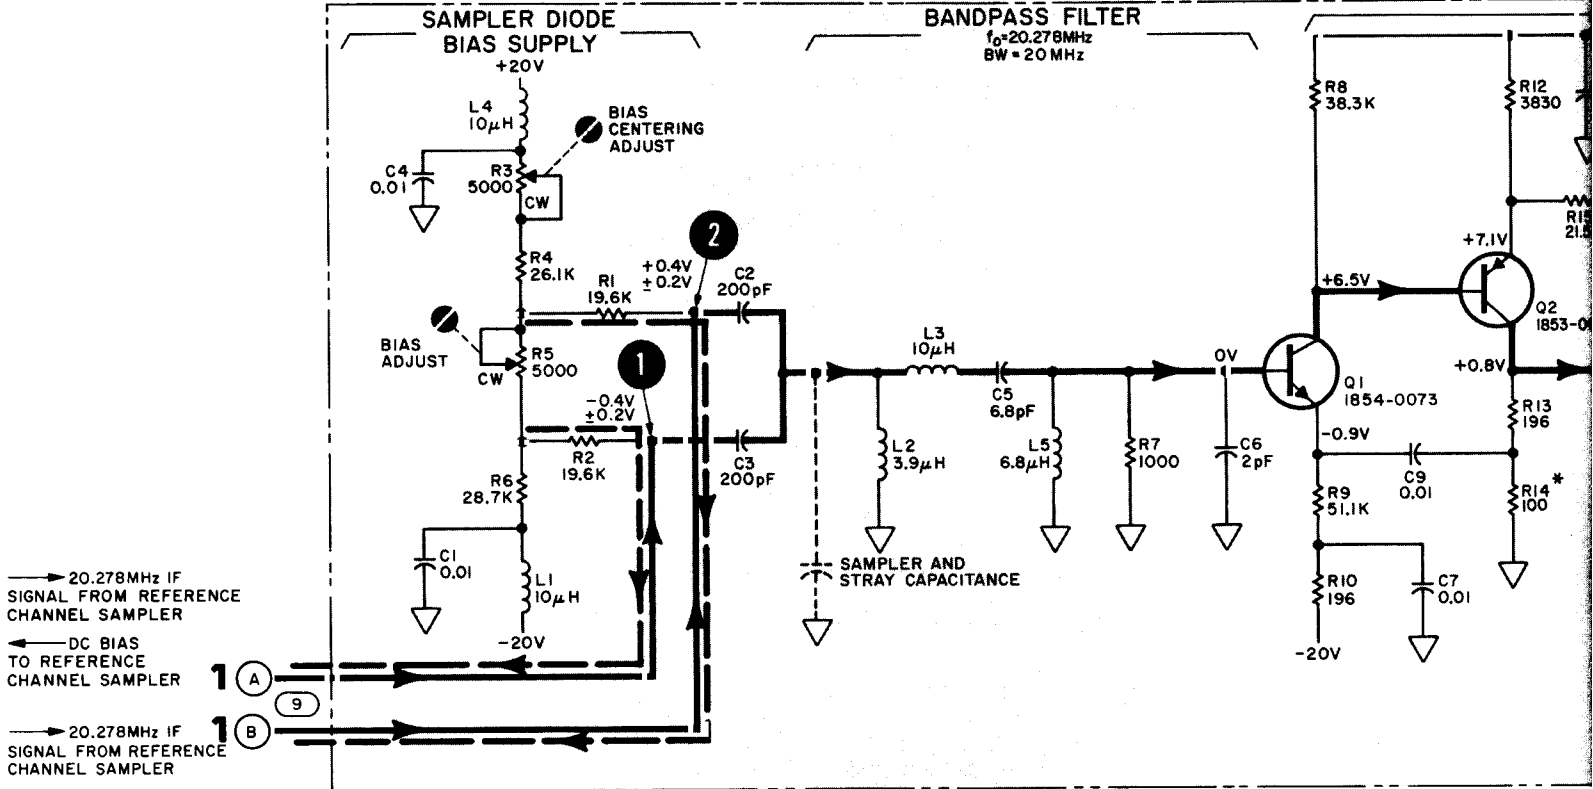 SAMPLER DIODE
BIAS SUPPLY
BANDPASS FILTER
fo=20.278MHz
BW = 20 MHz
+20V
L4
10µH
BIAS
CENTERING
ADJUST
C4
0.01
R3
5000
CW
R4
26.1K
R1
19.6K
+0.4V
±0.2V
2
C2
200pF
BIAS
ADJUST
R5
5000
CW
1
-0.4V
±0.2V
R2
19.6K
C3
200pF
R6
28.7K
C1
0.01
L1
10µH
-20V
L3
10µH
C5
6.8pF
L2
3.9µH
L5
6.8µH
R7
1000
C6
2pF
0V
SAMPLER AND
STRAY CAPACITANCE
R8
38.3K
R12
3830
+7.1V
+6.5V
Q2
+0.8V
Q1
1854-0073
R13
196
-0.9V
C9
0.01
R14*
100
R9
51.1K
R10
196
C7
0.01
-20V
20.278MHz IF
SIGNAL FROM REFERENCE
CHANNEL SAMPLER
DC BIAS
TO REFERENCE
CHANNEL SAMPLER
1 A
9
20.278MHz IF
SIGNAL FROM REFERENCE
CHANNEL SAMPLER
1 B